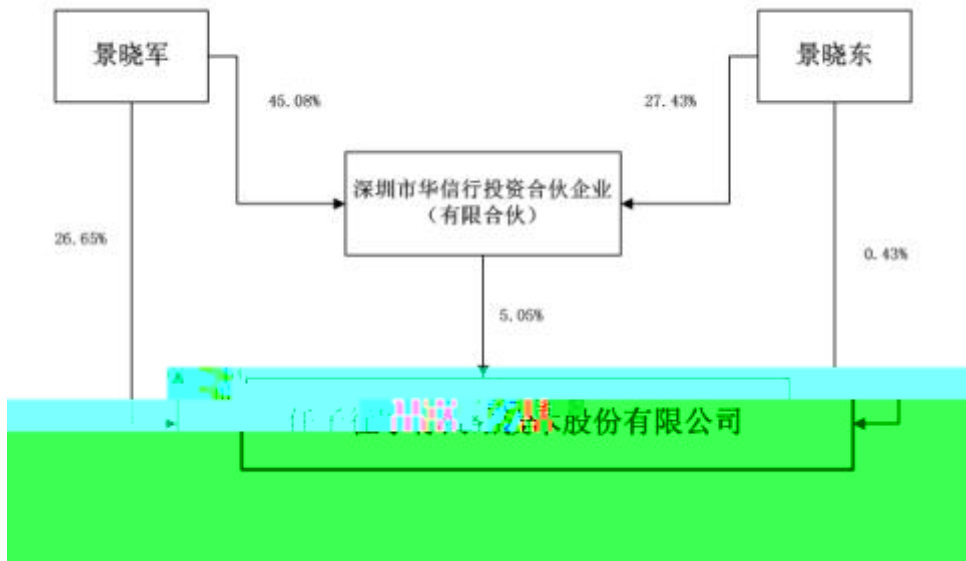 景晓军
景晓东
45.08%
27.43%
深圳市华信行投资合伙企业
（有限合伙）
26.65%
0.43%
5.05%
股份有限公司